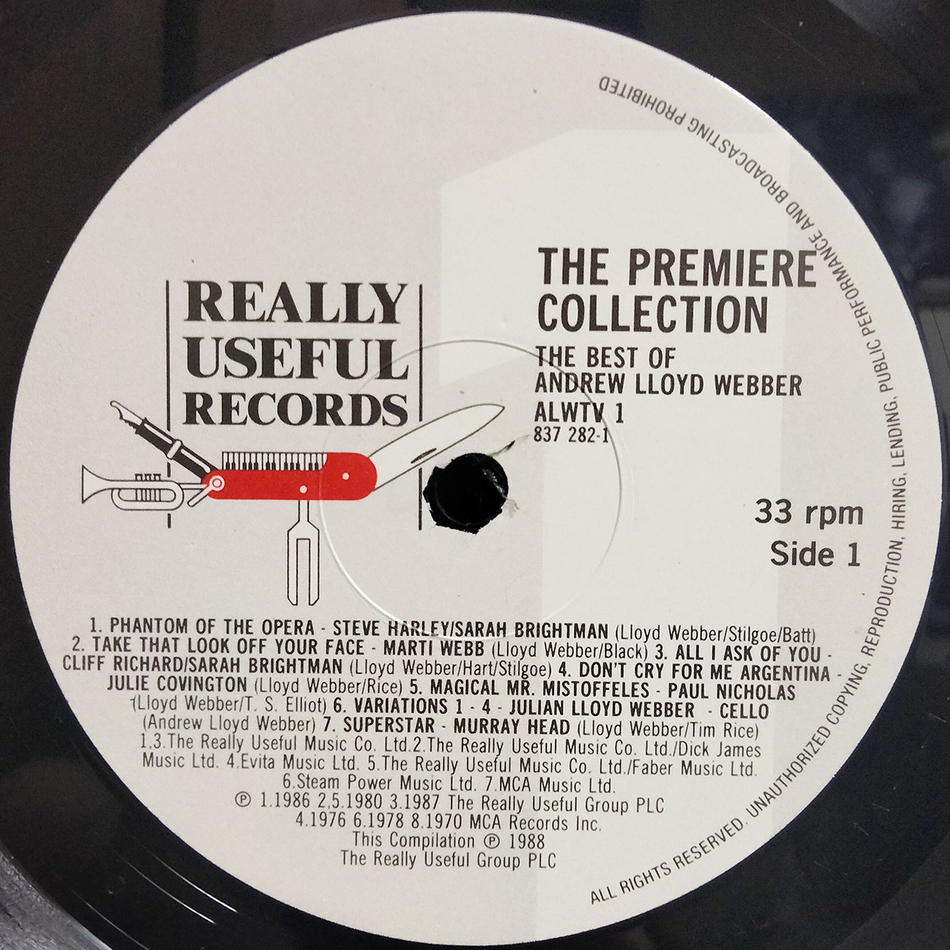 REALLY
USEFUL
RECORDS
THE PREMIERE
COLLECTION
THE BEST OF
ANDREW LLOYD WEBBER
ALWTV 1
837 282-1
33 rpm
Side 1
1. PHANTOM OF THE OPERA - STEVE HARLEY/SARAH BRIGHTMAN (Lloyd Webber/Stilgoe/Batt)
2. TAKE THAT LOOK OFF YOUR FACE - MARTI WEBB (Lloyd Webber/Black) 3. ALL I ASK OF YOU -
CLIFF RICHARD/SARAH BRIGHTMAN (Lloyd Webber/Hart/Stilgoe) 4. DON'T CRY FOR ME ARGENTINA -
JULIE COVINGTON (Lloyd Webber/Rice) 5. MAGICAL MR. MISTOFFELES - PAUL NICHOLAS
(Lloyd Webber/T. S. Elliot) 6. VARIATIONS 1 - 4 - JULIAN LLOYD WEBBER - CELLO
(Andrew Lloyd Webber) 7. SUPERSTAR - MURRAY HEAD (Lloyd Webber/Tim Rice)
1,3.The Really Useful Music Co. Ltd.2.The Really Useful Music Co. Ltd./Dick James
Music Ltd. 4.Evita Music Ltd. 5.The Really Useful Music Co. Ltd./Faber Music Ltd.
6.Steam Power Music Ltd. 7.MCA Music Ltd.
℗ 1.1986 2,5.1980 3.1987 The Really Useful Group PLC
4.1976 6.1978 8.1970 MCA Records Inc.
This Compilation ℗ 1988
The Really Useful Group PLC
ALL RIGHTS RESERVED. UNAUTHORIZED COPYING, REPRODUCTION, HIRING, LENDING, PUBLIC PERFORMANCE AND BROADCASTING PROHIBITED